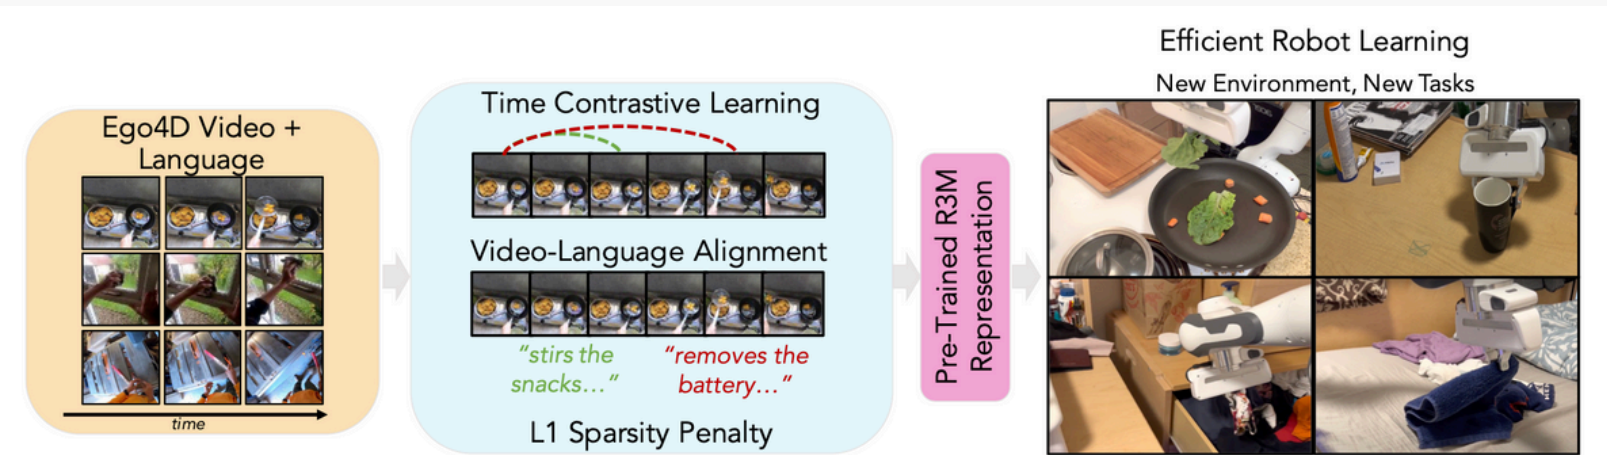 Ego4D Video +
Language
time
Time Contrastive Learning
Video-Language Alignment
“stirs the
snacks...”
“removes the
battery...”
L1 Sparsity Penalty
Pre-Trained R3M
Representation
Efficient Robot Learning
New Environment, New Tasks